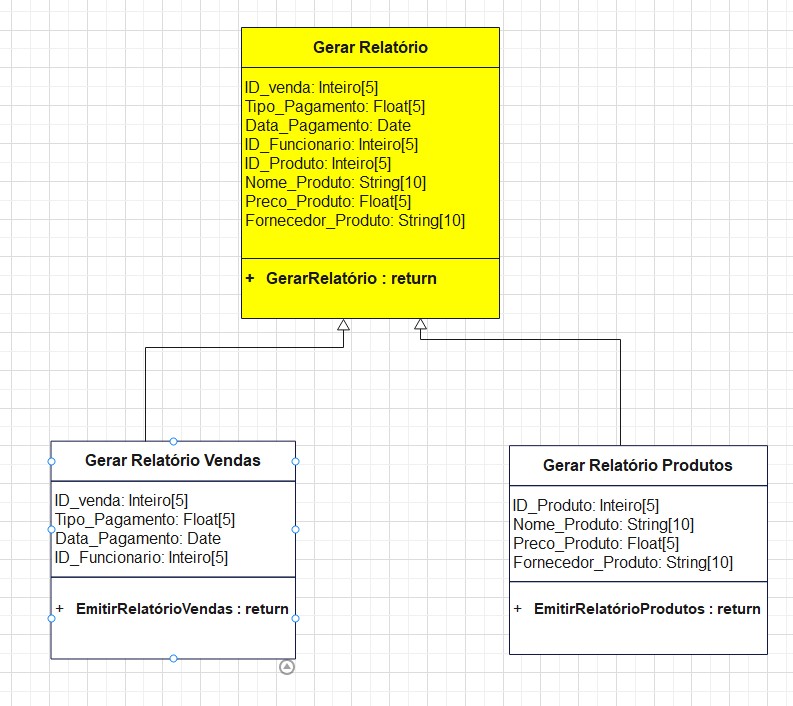 Gerar Relatório
ID_venda: Inteiro[5]
Tipo_Pagamento: Float[5]
Data_Pagamento: Date
ID_Funcionario: Inteiro[5]
ID_Produto: Inteiro[5]
Nome_Produto: String[10]
Preco_Produto: Float[5]
Fornecedor_Produto: String[10]
+ GerarRelatório : return
Gerar Relatório Vendas
ID_venda: Inteiro[5]
Tipo_Pagamento: Float[5]
Data_Pagamento: Date
ID_Funcionario: Inteiro[5]
+ EmitirRelatórioVendas : return
Gerar Relatório Produtos
ID_Produto: Inteiro[5]
Nome_Produto: String[10]
Preco_Produto: Float[5]
Fornecedor_Produto: String[10]
+ EmitirRelatórioProdutos : return